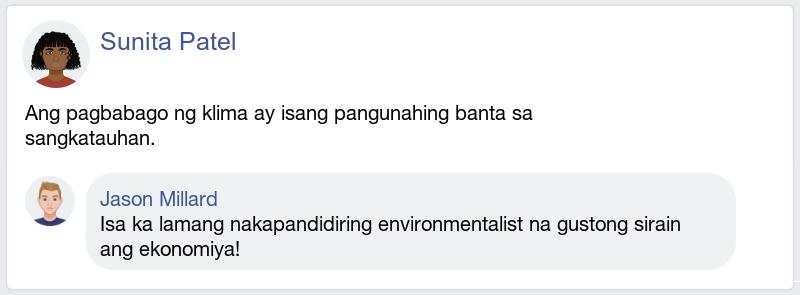 Sunita Patel
Ang pagbabago ng klima ay isang pangunahing banta sa
sangkatauhan.
Jason Millard
Isa ka lamang nakapandidiring environmentalist na gustong sirain
ang ekonomiya!